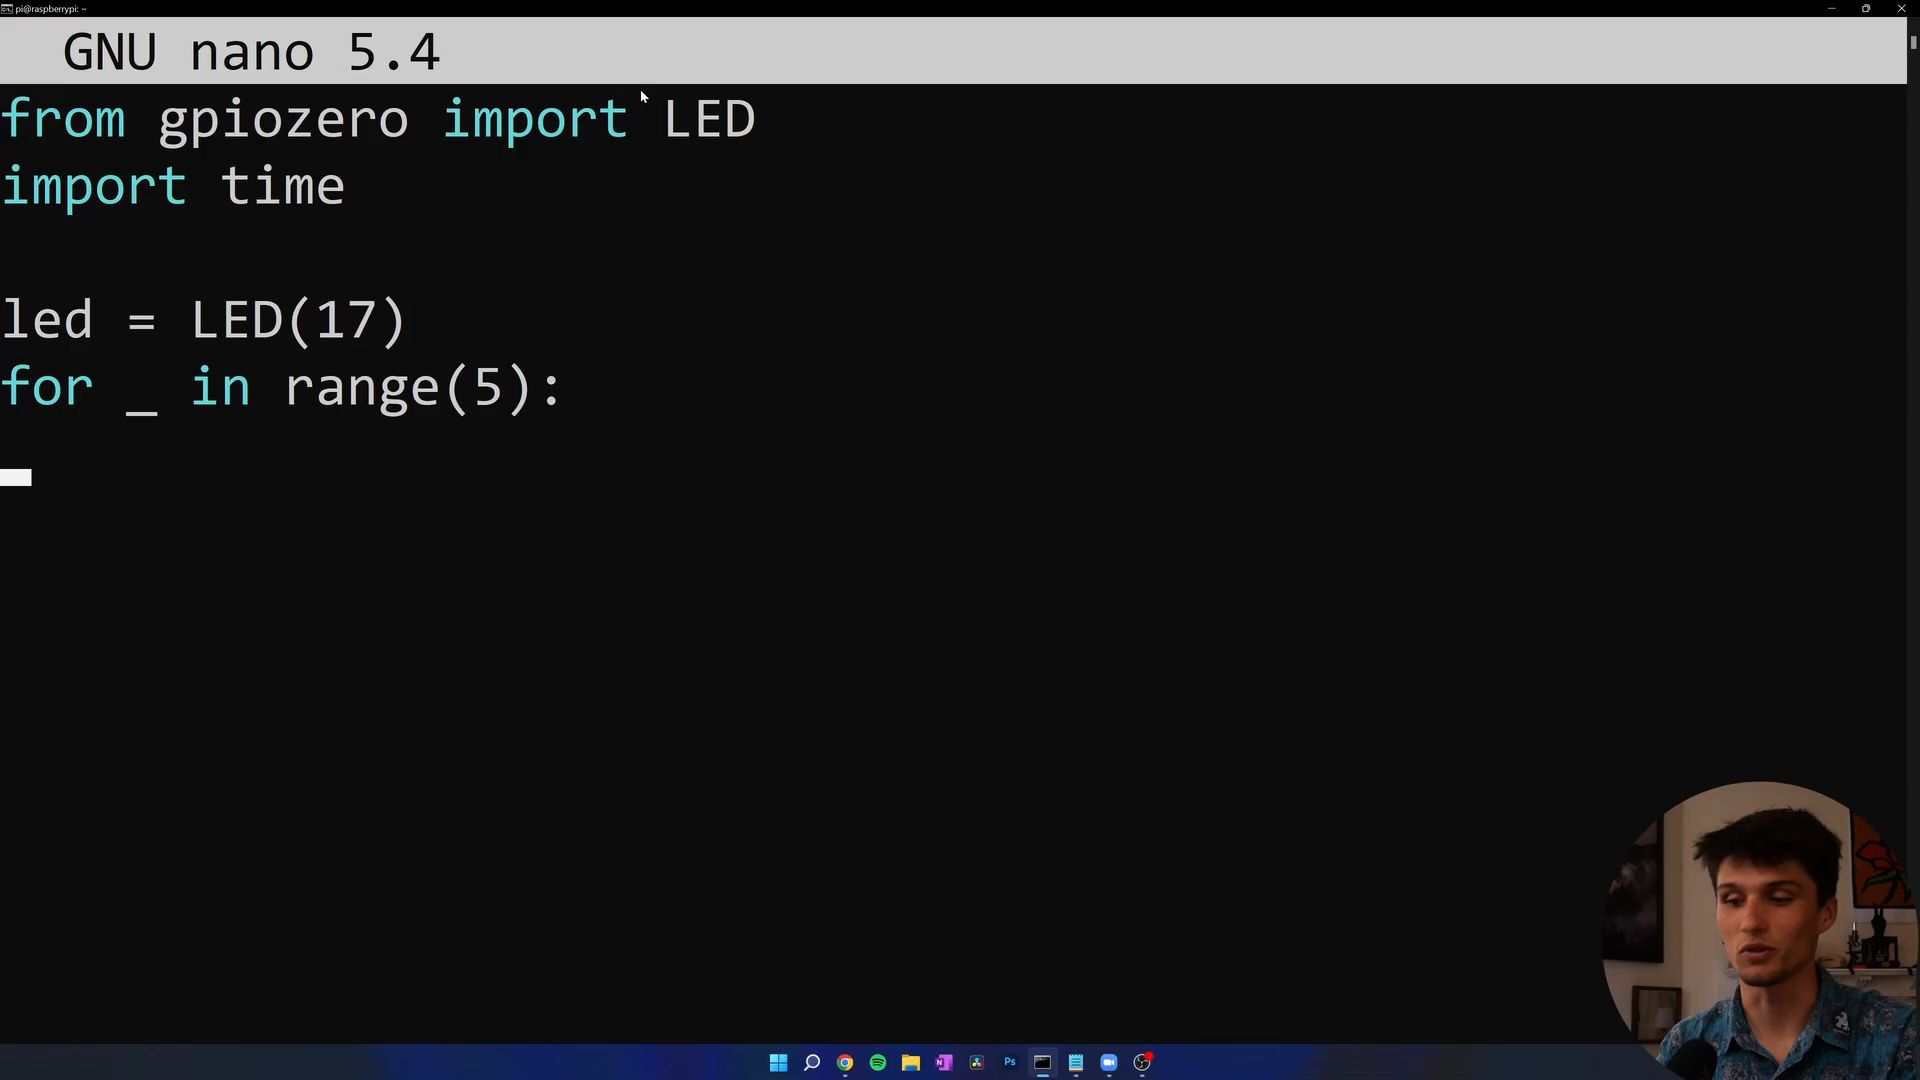 pi@raspberrypi: ~
GNU nano 5.4
from gpiozero import LED
import time
led = LED(17)
for _ in range(5):
Ps